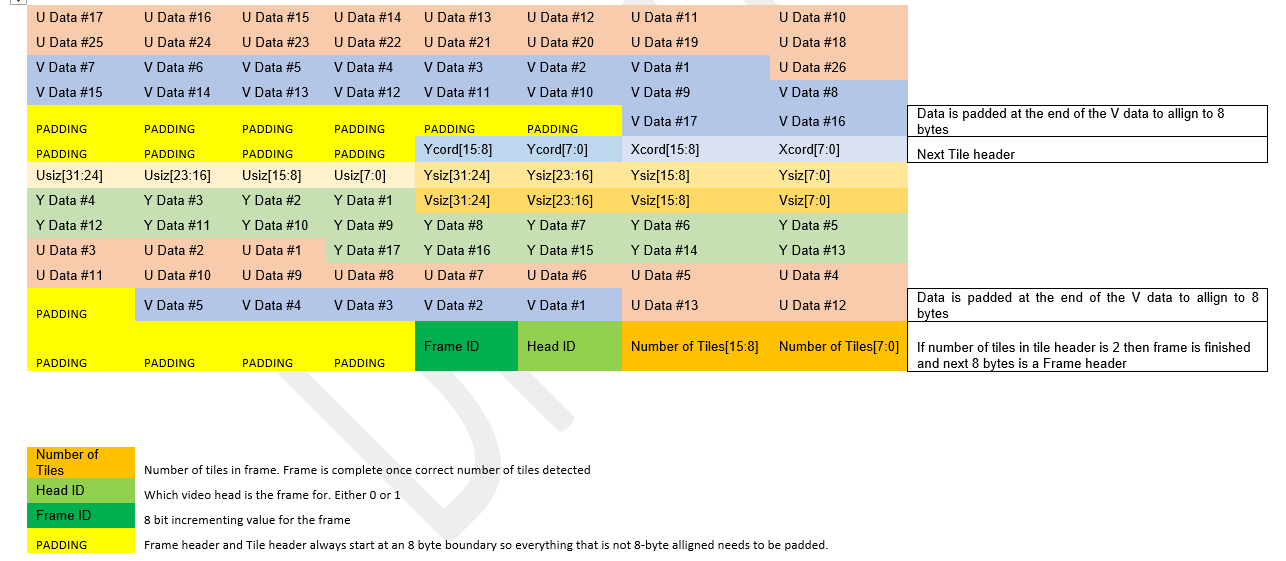 U Data #17 U Data #16 U Data #15 U Data #14 U Data #13 U Data #12 U Data #11 U Data #10
U Data #25 U Data #24 U Data #23 U Data #22 U Data #21 U Data #20 U Data #19 U Data #18
V Data #7 V Data #6 V Data #5 V Data #4 V Data #3 V Data #2 V Data #1 U Data #26
V Data #15 V Data #14 V Data #13 V Data #12 V Data #11 V Data #10 V Data #9 V Data #8
PADDING PADDING PADDING PADDING PADDING PADDING V Data #17 V Data #16
Data is padded at the end of the V data to allign to 8
bytes
PADDING PADDING PADDING PADDING Ycord[15:8] Ycord[7:0] Xcord[15:8] Xcord[7:0]
Next Tile header
Usiz[31:24] Usiz[23:16] Usiz[15:8] Usiz[7:0] Ysiz[31:24] Ysiz[23:16] Ysiz[15:8] Ysiz[7:0]
Y Data #4 Y Data #3 Y Data #2 Y Data #1 Vsiz[31:24] Vsiz[23:16] Vsiz[15:8] Vsiz[7:0]
Y Data #12 Y Data #11 Y Data #10 Y Data #9 Y Data #8 Y Data #7 Y Data #6 Y Data #5
U Data #3 U Data #2 U Data #1 Y Data #17 Y Data #16 Y Data #15 Y Data #14 Y Data #13
U Data #11 U Data #10 U Data #9 U Data #8 U Data #7 U Data #6 U Data #5 U Data #4
PADDING V Data #5 V Data #4 V Data #3 V Data #2 V Data #1 U Data #13 U Data #12
Data is padded at the end of the V data to allign to 8
bytes
PADDING PADDING PADDING PADDING Frame ID Head ID Number of Tiles[15:8] Number of Tiles[7:0]
If number of tiles in tile header is 2 then frame is finished
and next 8 bytes is a Frame header
Number of
Tiles
Number of tiles in frame. Frame is complete once correct number of tiles detected
Head ID
Which video head is the frame for. Either 0 or 1
Frame ID
8 bit incrementing value for the frame
PADDING
Frame header and Tile header always start at an 8 byte boundary so everything that is not 8-byte alligned needs to be padded.